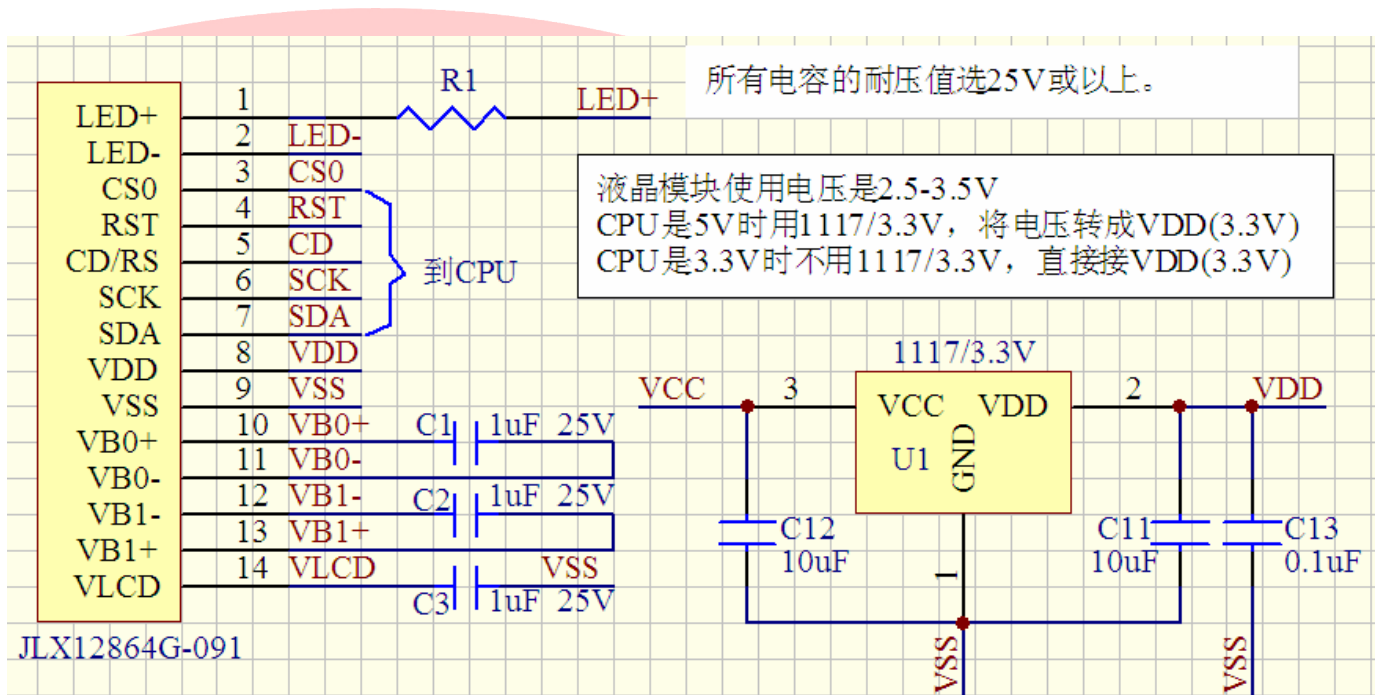 所有电容的耐压值选25V或以上。
液晶模块使用电压是2.5-3.5V
CPU是5V时用1117/3.3V，将电压转成VDD(3.3V)
CPU是3.3V时不用1117/3.3V，直接接VDD(3.3V)
LED+ 1 R1 LED+
LED- 2 LED-
CS0 3 CS0
RST 4 RST
CD/RS 5 CD
SCK 6 SCK
SDA 7 SDA
到CPU
VDD 8 VDD
VSS 9 VSS
VB0+ 10 VB0+ C1 1uF 25V
VB0- 11 VB0-
VB1- 12 VB1- C2 1uF 25V
VB1+ 13 VB1+
VLCD 14 VLCD VSS
C3 1uF 25V
JLX12864G-091
1117/3.3V
VCC 3 VCC VDD 2 VDD
U1 GND
1
C12
10uF
C11
10uF
C13
0.1uF
VSS
VSS